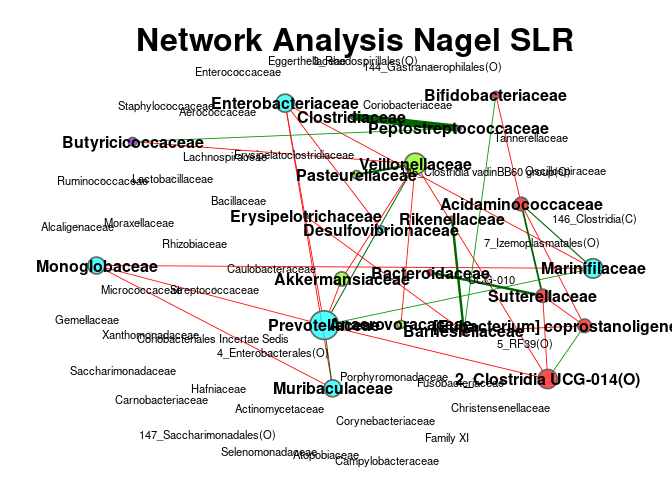 Network Analysis Nagel SLR
Eggerthellaceae
Rhodospirillales(O)
144_Gastranaerophilales(O)
Enterococcaceae
Bifidobacteriaceae
Enterobacteriaceae
Staphylococcaceae
Coriobacteriaceae
Aerococcaceae
Clostridiaceae
Peptostreptococcaceae
Tannerellaceae
Butyricicoccaceae
Lachnospiraceae
Erysipelatoclostridiaceae
Veillonellaceae
Clostridia vadinBB60 group(O)
Oscillospiraceae
Pasteurellaceae
Ruminococcaceae
Lactobacillaceae
Bacillaceae
Acidaminococcaceae
Erysipelotrichaceae
Rikenellaceae
146_Clostridia(C)
Moraxellaceae
Alcaligenaceae
Desulfovibrionaceae
Rhizobiaceae
7_Izemoplasmatales(O)
Monoglobaceae
Caulobacteraceae
Bacteroidaceae
Marinifilaceae
Akkermansiaceae
UCG-010
Micrococcaceae
Streptococcaceae
Sutterellaceae
Gemellaceae
Prevotellaceae
Anaerovoracaceae
[Eubacterium] coprostanoligene
Barnesiellaceae
Xanthomonadaceae
Coriobacteriales Incertae Sedis
5_RF39(O)
4_Enterobacterales(O)
Saccharimonadaceae
Porphyromonadaceae
Fusobacteriaceae
2_Clostridia UCG-014(O)
Hafniaceae
Muribaculaceae
Carnobacteriaceae
Actinomycetaceae
Christensenellaceae
Corynebacteriaceae
147_Saccharimonadales(O)
Family XI
Selenomonadaceae
Atopobiaceae
Campylobacteraceae